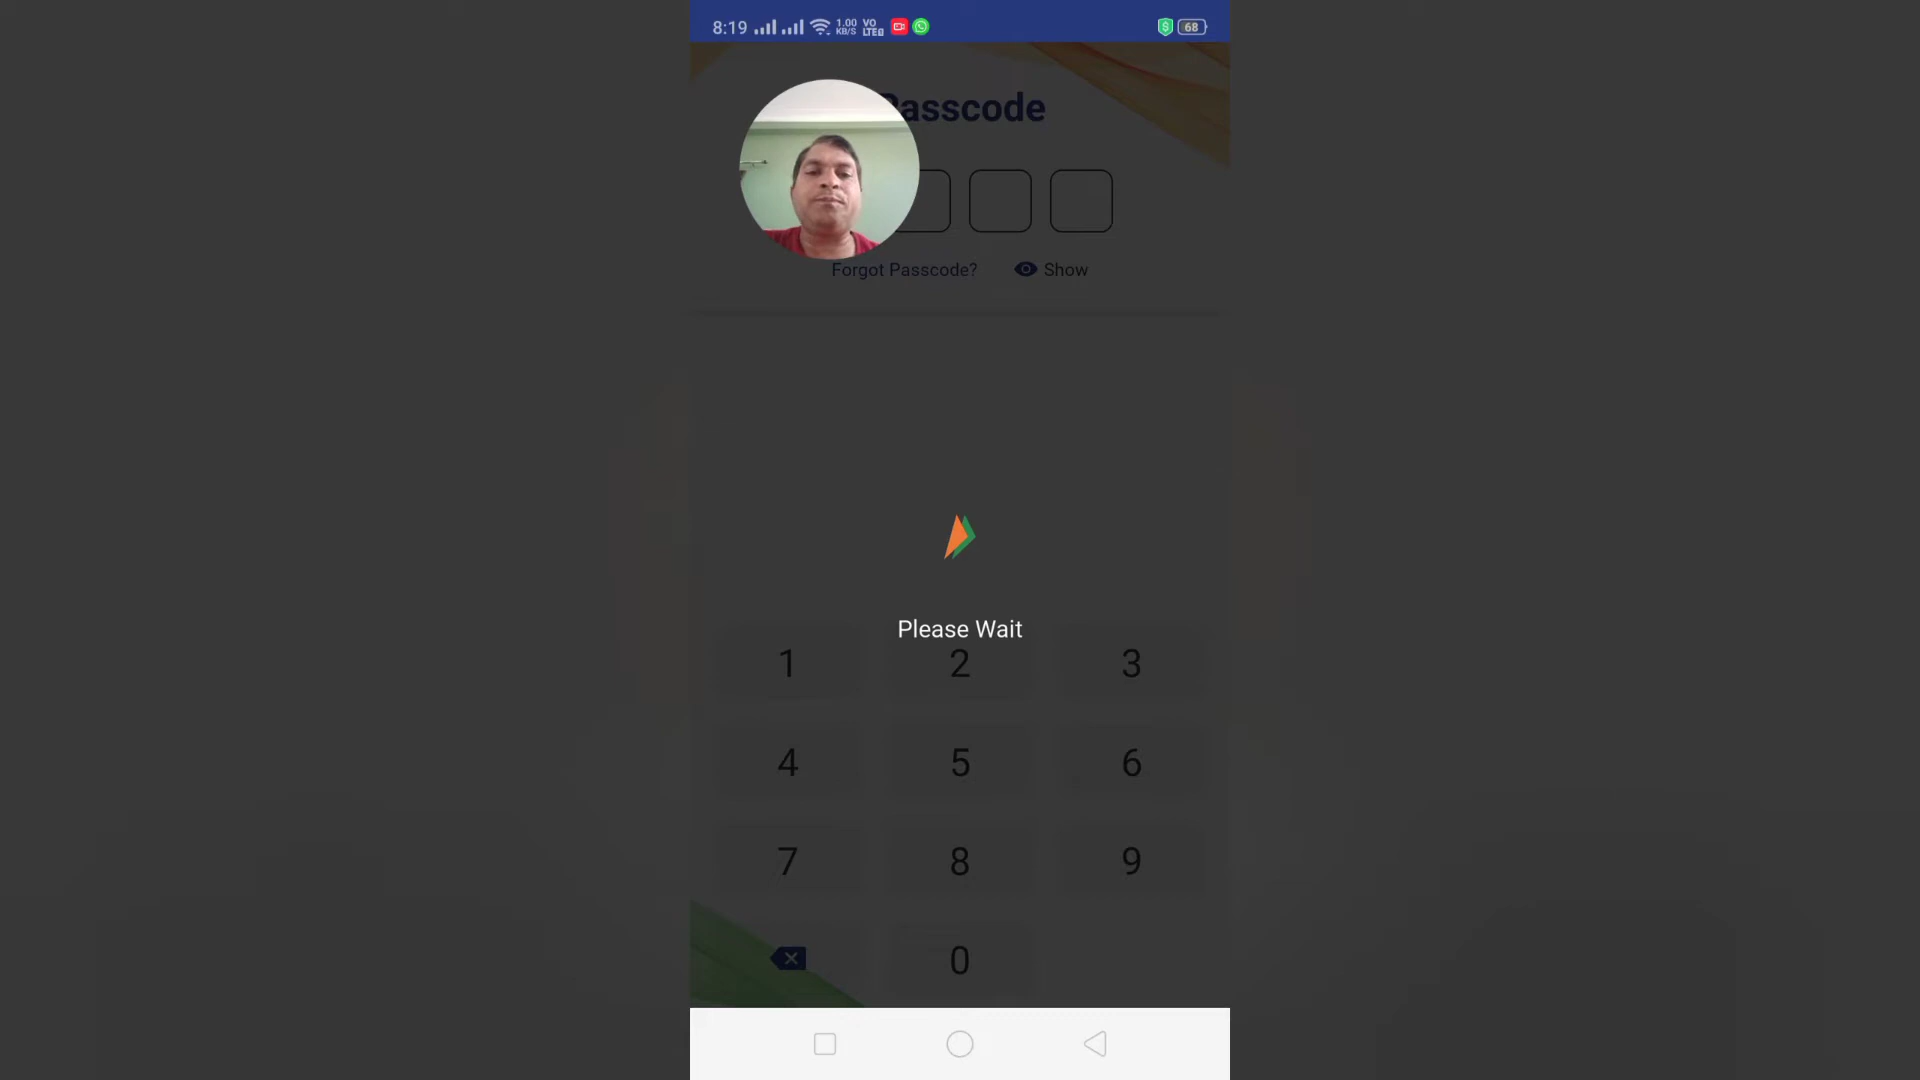 8:19 1.00 KB/S VO LTE 68
Passcode
Forgot Passcode? Show
Please Wait
1 2 3
4 5 6
7 8 9
0